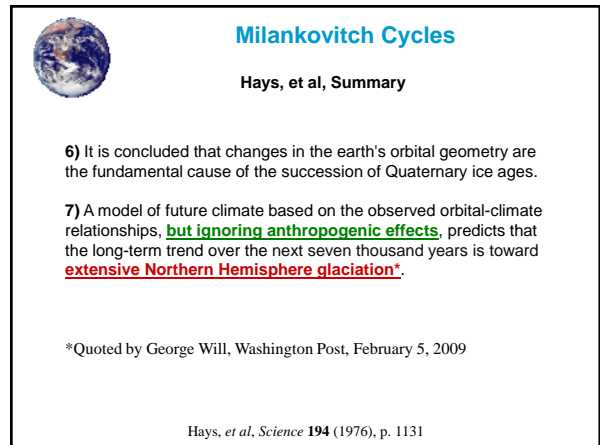 Milankovitch Cycles
Hays, et al, Summary
6) It is concluded that changes in the earth's orbital geometry are
the fundamental cause of the succession of Quaternary ice ages.
7) A model of future climate based on the observed orbital-climate
relationships, but ignoring anthropogenic effects, predicts that
the long-term trend over the next seven thousand years is toward
extensive Northern Hemisphere glaciation*.
*Quoted by George Will, Washington Post, February 5, 2009
Hays, et al, Science 194 (1976), p. 1131